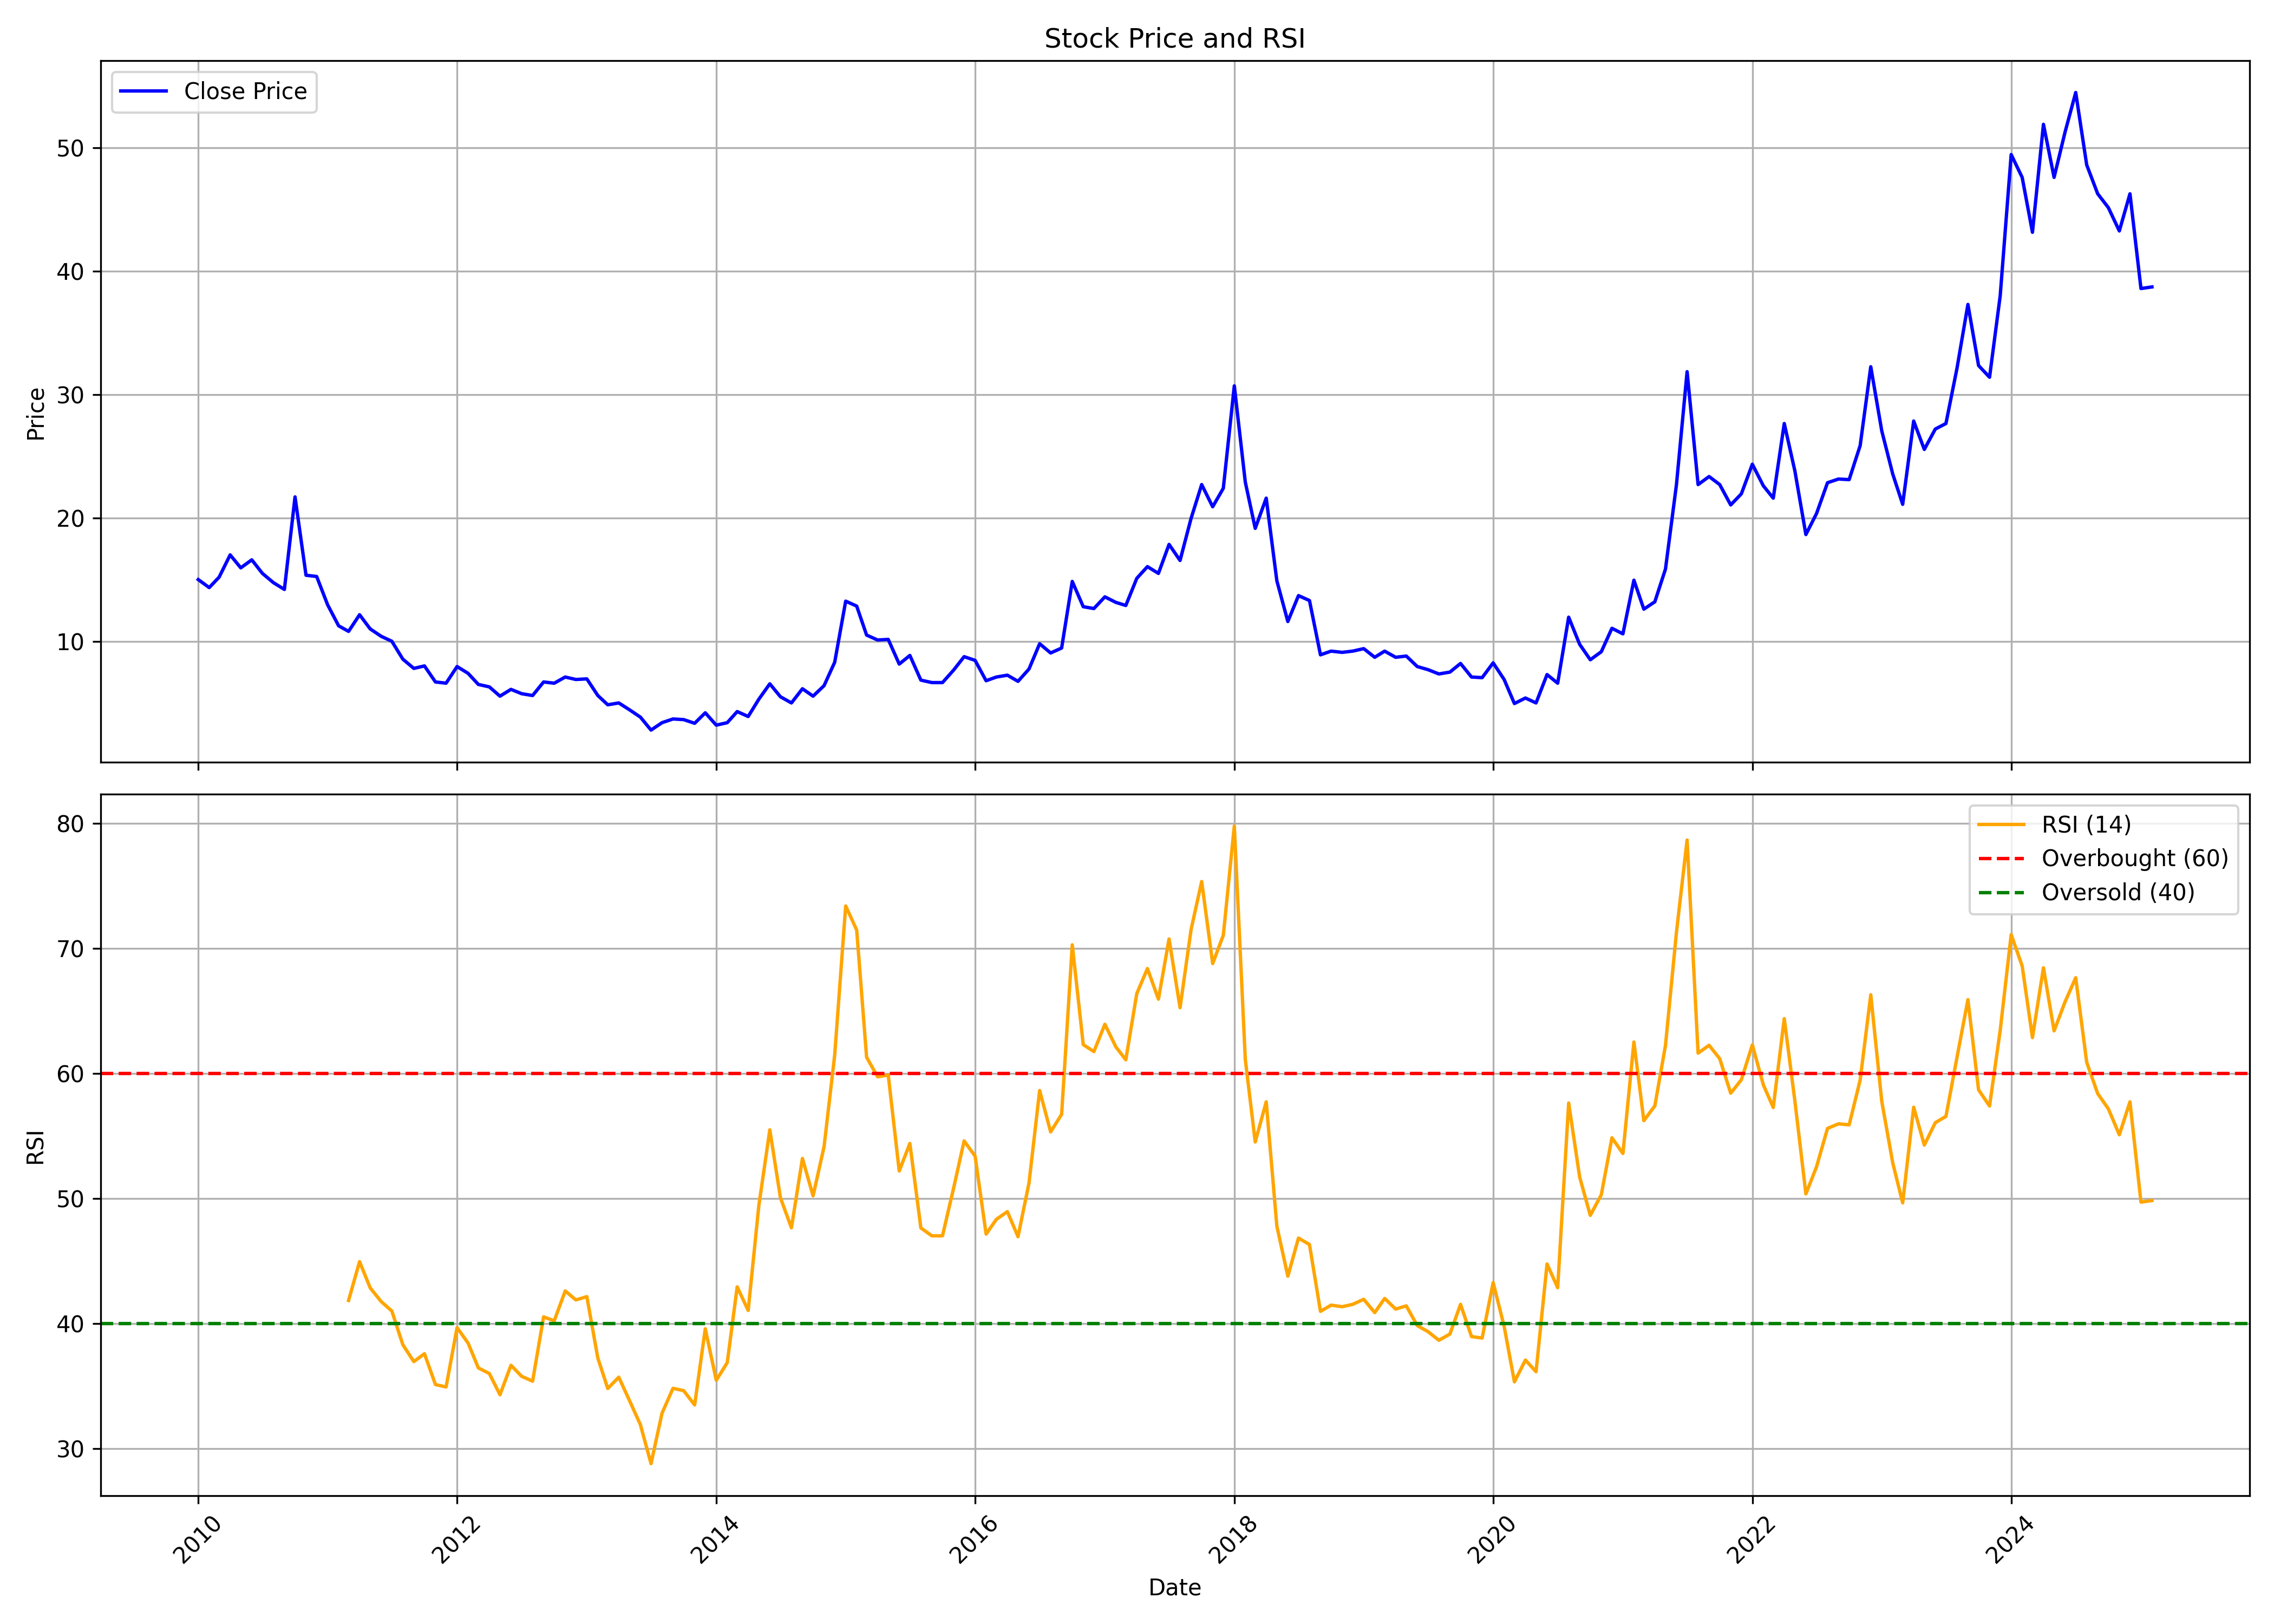 Stock Price and RSI
Close Price
50
40
30
20
10
Price
RSI (14)
Overbought (60)
Oversold (40)
80
70
60
50
40
30
RSI
2010
2012
2014
2016
2018
2020
2022
2024
Date